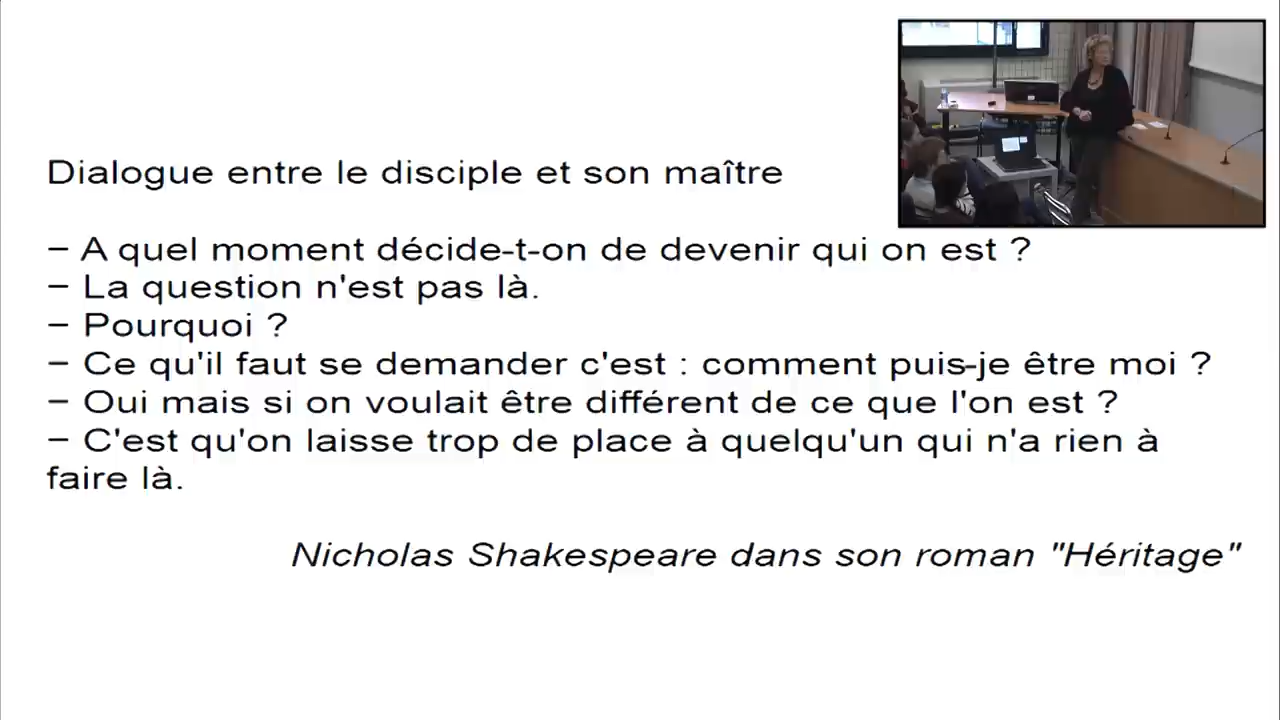 Dialogue entre le disciple et son maître
– A quel moment décide-t-on de devenir qui on est ?
– La question n'est pas là.
– Pourquoi ?
– Ce qu'il faut se demander c'est : comment puis-je être moi ?
– Oui mais si on voulait être différent de ce que l'on est ?
– C'est qu'on laisse trop de place à quelqu'un qui n'a rien à
faire là.
Nicholas Shakespeare dans son roman "Héritage"